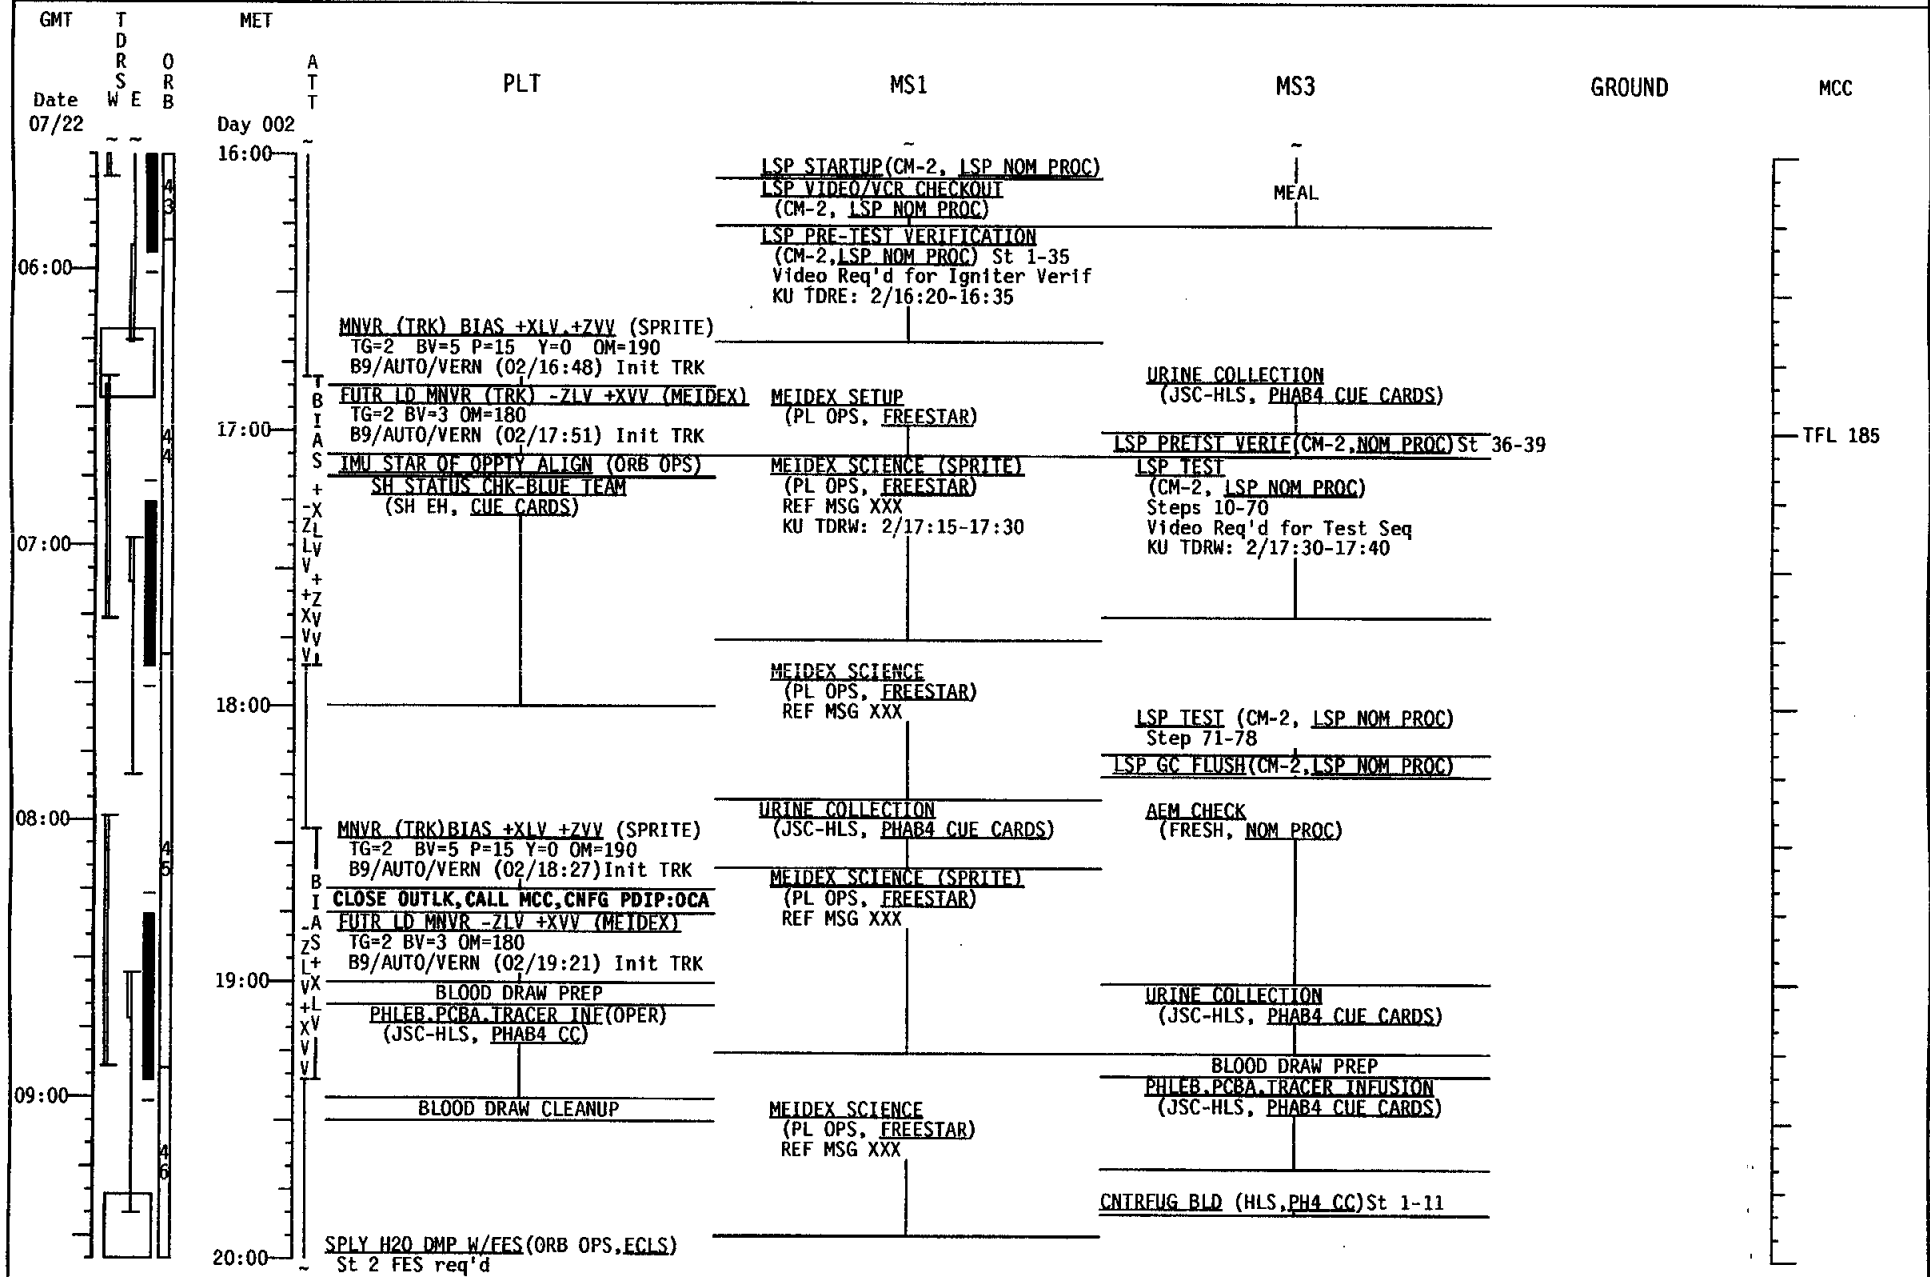 GMT
TDRS
W E
ORB
MET
ATT
PLT
MS1
MS3
GROUND
MCC
Date
07/22
Day 002
16:00
17:00
18:00
19:00
20:00
06:00
07:00
08:00
09:00
43
44
45
46
BIAS +XLV +ZVV
-ZLV +XVV
BIAS +XLV
-ZLV +XVV
MNVR (TRK) BIAS +XLV,+ZVV (SPRITE)
TG=2 BV=5 P=15 Y=0 OM=190
B9/AUTO/VERN (02/16:48) Init TRK
FUTR LD MNVR (TRK) -ZLV +XVV (MEIDEX)
TG=2 BV=3 OM=180
B9/AUTO/VERN (02/17:51) Init TRK
IMU STAR OF OPPTY ALIGN (ORB OPS)
SH STATUS CHK-BLUE TEAM
(SH EH, CUE CARDS)
MNVR (TRK)BIAS +XLV +ZVV (SPRITE)
TG=2 BV=5 P=15 Y=0 OM=190
B9/AUTO/VERN (02/18:27)Init TRK
CLOSE OUTLK,CALL MCC,CNFG PDIP:OCA
FUTR LD MNVR -ZLV +XVV (MEIDEX)
TG=2 BV=3 OM=180
B9/AUTO/VERN (02/19:21) Init TRK
BLOOD DRAW PREP
PHLEB,PCBA,TRACER INF(OPER)
(JSC-HLS, PHAB4 CC)
BLOOD DRAW CLEANUP
SPLY H2O DMP W/FES(ORB OPS,ECLS)
St 2 FES req'd
LSP STARTUP(CM-2, LSP NOM PROC)
LSP VIDEO/VCR CHECKOUT
(CM-2, LSP NOM PROC)
LSP PRE-TEST VERIFICATION
(CM-2,LSP NOM PROC) St 1-35
Video Req'd for Igniter Verif
KU TDRE: 2/16:20-16:35
MEIDEX SETUP
(PL OPS, FREESTAR)
MEIDEX SCIENCE (SPRITE)
(PL OPS, FREESTAR)
REF MSG XXX
KU TDRW: 2/17:15-17:30
MEIDEX SCIENCE
(PL OPS, FREESTAR)
REF MSG XXX
URINE COLLECTION
(JSC-HLS, PHAB4 CUE CARDS)
MEIDEX SCIENCE (SPRITE)
(PL OPS, FREESTAR)
REF MSG XXX
MEIDEX SCIENCE
(PL OPS, FREESTAR)
REF MSG XXX
MEAL
URINE COLLECTION
(JSC-HLS, PHAB4 CUE CARDS)
LSP PRETST VERIF(CM-2,NOM PROC)St 36-39
LSP TEST
(CM-2, LSP NOM PROC)
Steps 10-70
Video Req'd for Test Seq
KU TDRW: 2/17:30-17:40
LSP TEST (CM-2, LSP NOM PROC)
Step 71-78
LSP GC FLUSH(CM-2,LSP NOM PROC)
AEM CHECK
(FRESH, NOM PROC)
URINE COLLECTION
(JSC-HLS, PHAB4 CUE CARDS)
BLOOD DRAW PREP
PHLEB,PCBA,TRACER INFUSION
(JSC-HLS, PHAB4 CUE CARDS)
CNTRFUG BLD (HLS,PH4 CC)St 1-11
TFL 185